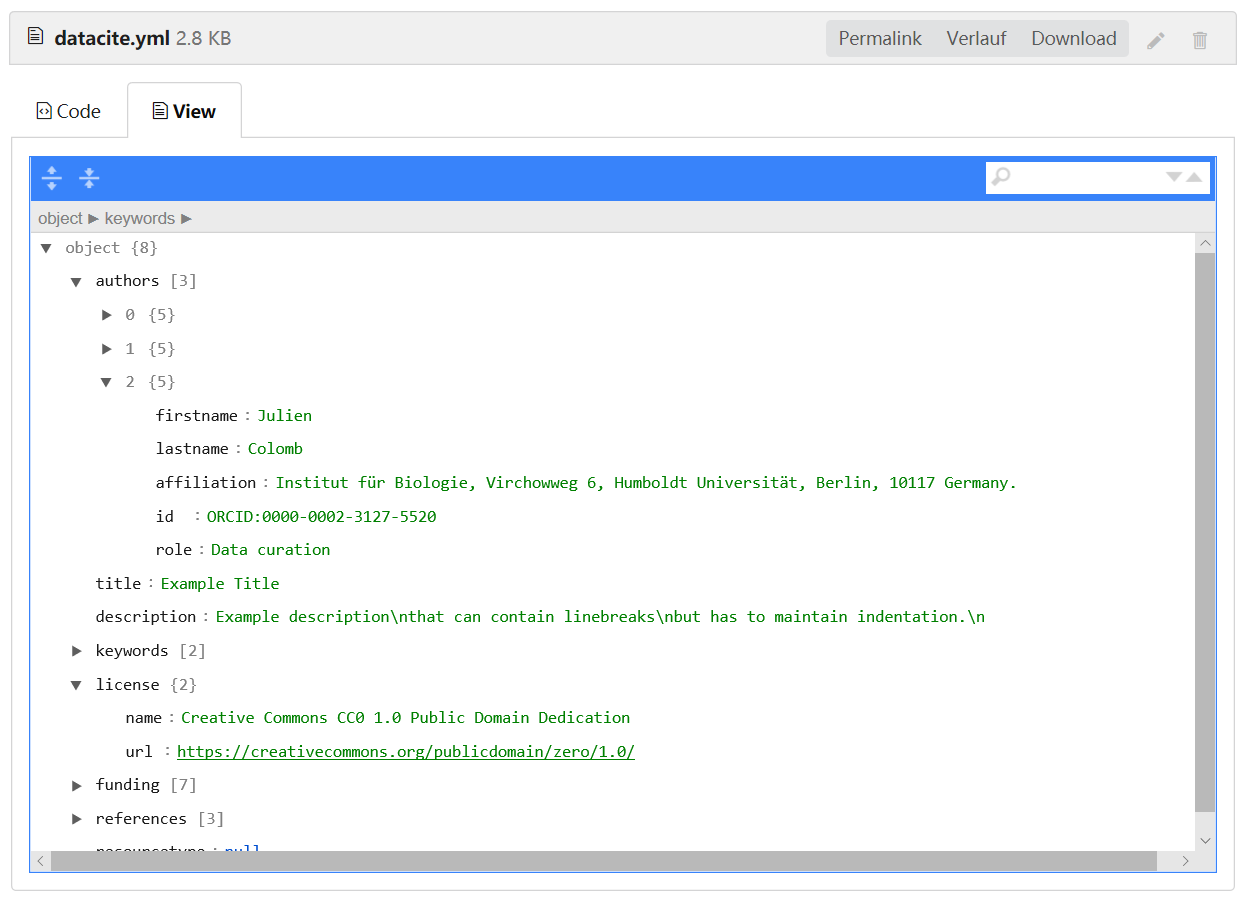 datacite.yml 2.8 KB Permalink Verlauf Download
Code View
object ▶ keywords ▶
▼ object {8}
▼ authors [3]
▶ 0 {5}
▶ 1 {5}
▼ 2 {5}
firstname : Julien
lastname : Colomb
affiliation : Institut für Biologie, Virchowweg 6, Humboldt Universität, Berlin, 10117 Germany.
id : ORCID:0000-0002-3127-5520
role : Data curation
title : Example Title
description : Example description\nthat can contain linebreaks\nbut has to maintain indentation.\n
▶ keywords [2]
▼ license {2}
name : Creative Commons CC0 1.0 Public Domain Dedication
url : https://creativecommons.org/publicdomain/zero/1.0/
▶ funding [7]
▶ references [3]
resourcetype : null